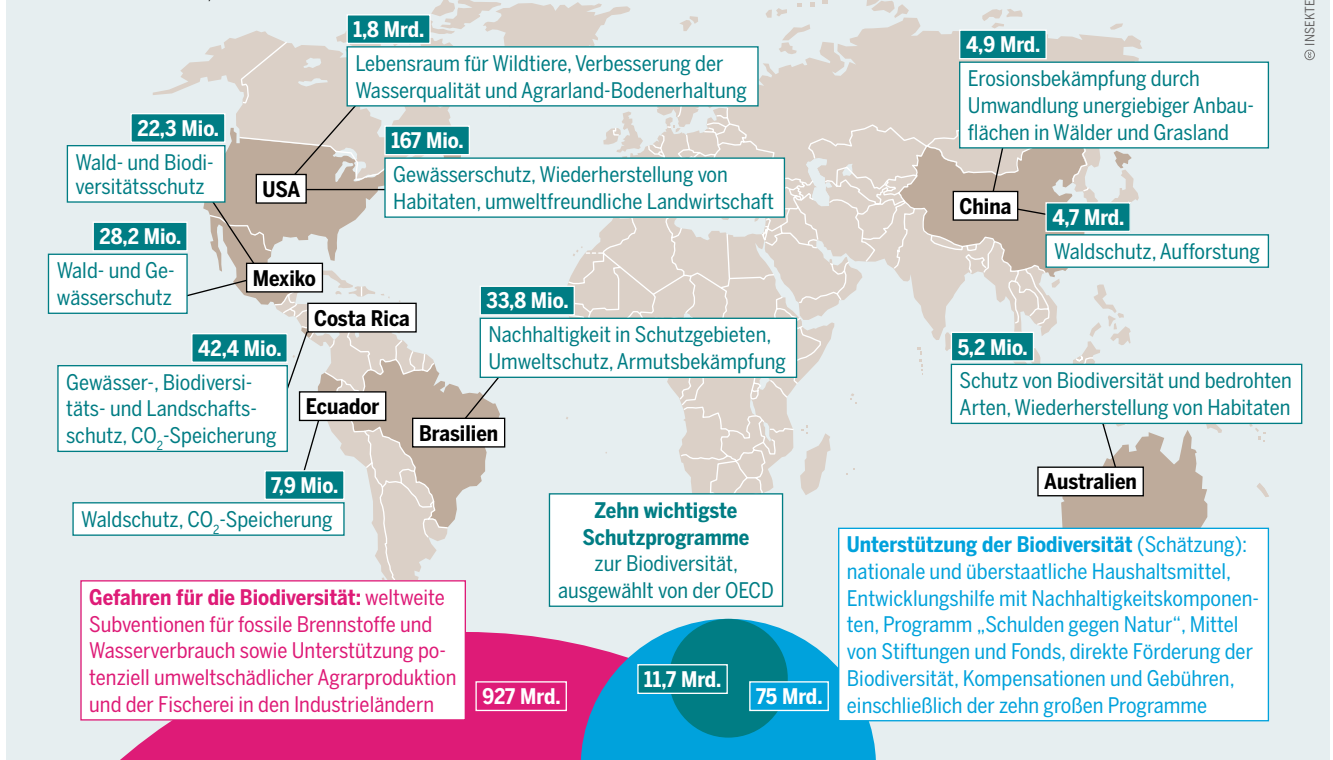 © INSEKTE
1,8 Mrd.
Lebensraum für Wildtiere, Verbesserung der
Wasserqualität und Agrarland-Bodenerhaltung
22,3 Mio.
Wald- und Biodi-
versitätsschutz
167 Mio.
Gewässerschutz, Wiederherstellung von
Habitaten, umweltfreundliche Landwirtschaft
USA
28,2 Mio.
Wald- und Ge-
wässerschutz
Mexiko
Costa Rica
42,4 Mio.
Gewässer-, Biodiversi-
täts- und Landschafts-
schutz, CO₂-Speicherung
Ecuador
7,9 Mio.
Waldschutz, CO₂-Speicherung
33,8 Mio.
Nachhaltigkeit in Schutzgebieten,
Umweltschutz, Armutsbekämpfung
Brasilien
4,9 Mrd.
Erosionsbekämpfung durch
Umwandlung unergiebiger Anbau-
flächen in Wälder und Grasland
China
4,7 Mrd.
Waldschutz, Aufforstung
5,2 Mio.
Schutz von Biodiversität und bedrohten
Arten, Wiederherstellung von Habitaten
Australien
Zehn wichtigste
Schutzprogramme
zur Biodiversität,
ausgewählt von der OECD
Gefahren für die Biodiversität: weltweite
Subventionen für fossile Brennstoffe und
Wasserverbrauch sowie Unterstützung po-
tenziell umweltschädlicher Agrarproduktion
und der Fischerei in den Industrieländern
927 Mrd.
11,7 Mrd.
75 Mrd.
Unterstützung der Biodiversität (Schätzung):
nationale und überstaatliche Haushaltsmittel,
Entwicklungshilfe mit Nachhaltigkeitskomponen-
ten, Programm „Schulden gegen Natur“, Mittel
von Stiftungen und Fonds, direkte Förderung der
Biodiversität, Kompensationen und Gebühren,
einschließlich der zehn großen Programme